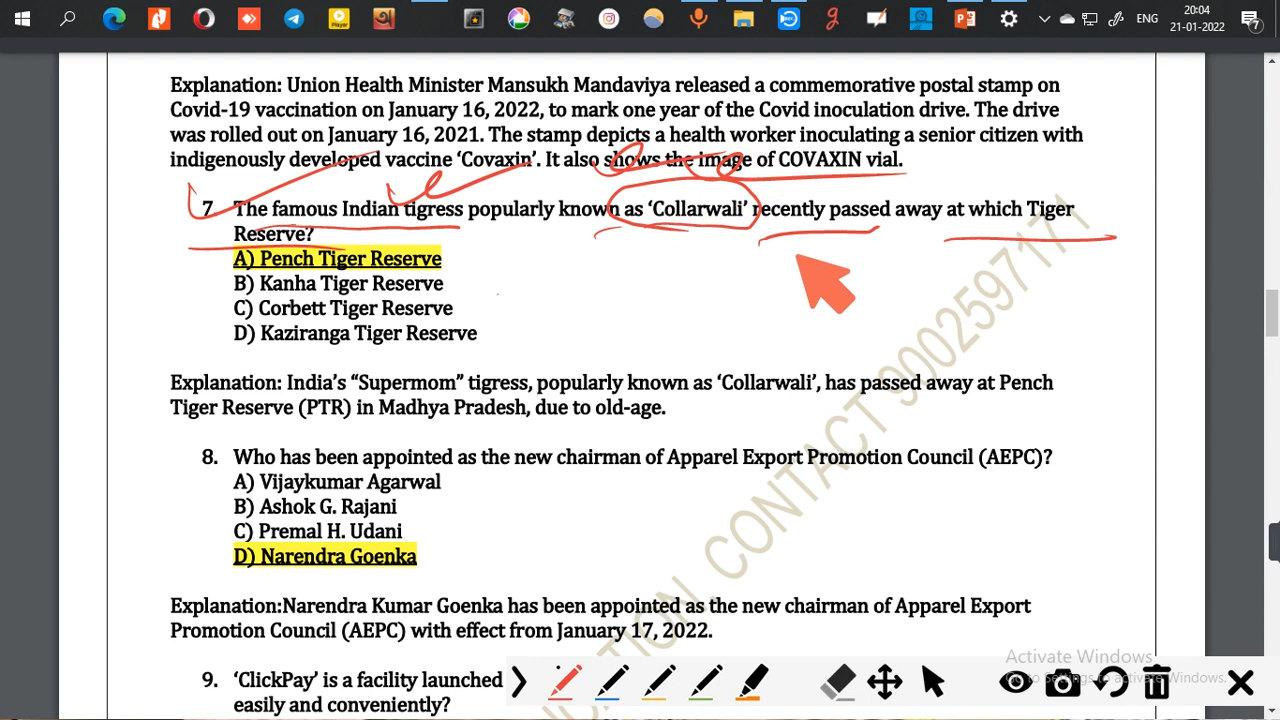 20:04
ENG
21-01-2022
7
Explanation: Union Health Minister Mansukh Mandaviya released a commemorative postal stamp on
Covid-19 vaccination on January 16, 2022, to mark one year of the Covid inoculation drive. The drive
was rolled out on January 16, 2021. The stamp depicts a health worker inoculating a senior citizen with
indigenously developed vaccine ‘Covaxin’. It also shows the image of COVAXIN vial.
7 The famous Indian tigress popularly known as ‘Collarwali’ recently passed away at which Tiger
Reserve?
A) Pench Tiger Reserve
B) Kanha Tiger Reserve
C) Corbett Tiger Reserve
D) Kaziranga Tiger Reserve
Explanation: India’s “Supermom” tigress, popularly known as ‘Collarwali’, has passed away at Pench
Tiger Reserve (PTR) in Madhya Pradesh, due to old-age.
8. Who has been appointed as the new chairman of Apparel Export Promotion Council (AEPC)?
A) Vijaykumar Agarwal
B) Ashok G. Rajani
C) Premal H. Udani
D) Narendra Goenka
Explanation:Narendra Kumar Goenka has been appointed as the new chairman of Apparel Export
Promotion Council (AEPC) with effect from January 17, 2022.
9. ‘ClickPay’ is a facility launched
easily and conveniently?
CONTACT 9002597171
Activate Windows
Go to Settings to activate Windows.